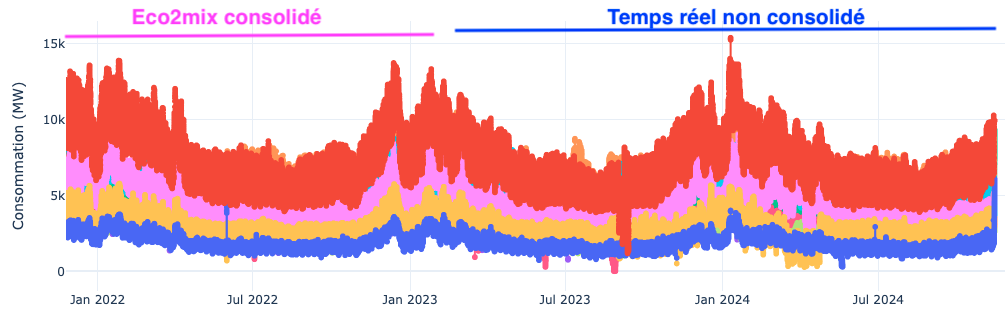 Eco2mix consolidé
Temps réel non consolidé
15k
10k
5k
0
Consommation (MW)
Jan 2022
Jul 2022
Jan 2023
Jul 2023
Jan 2024
Jul 2024